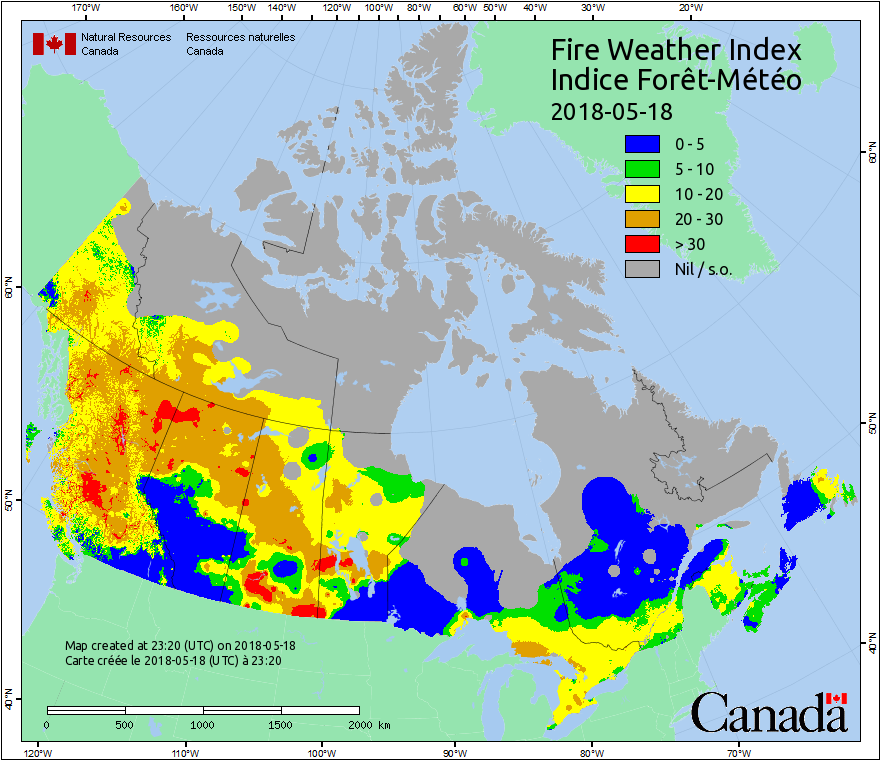 170°W 160°W 150°W 140°W 130°W 120°W 110°W 100°W 90°W 80°W 60°W 50°W 40°W 30°W 20°W
Natural Resources Canada
Ressources naturelles Canada
Fire Weather Index
Indice Forêt-Météo
2018-05-18
0 - 5
5 - 10
10 - 20
20 - 30
> 30
Nil / s.o.
60°N
50°N
40°N
60°N
50°N
40°N
Map created at 23:20 (UTC) on 2018-05-18
Carte créée le 2018-05-18 (UTC) à 23:20
0 500 1000 1500 2000 km
Canada
120°W 110°W 100°W 90°W 80°W 70°W